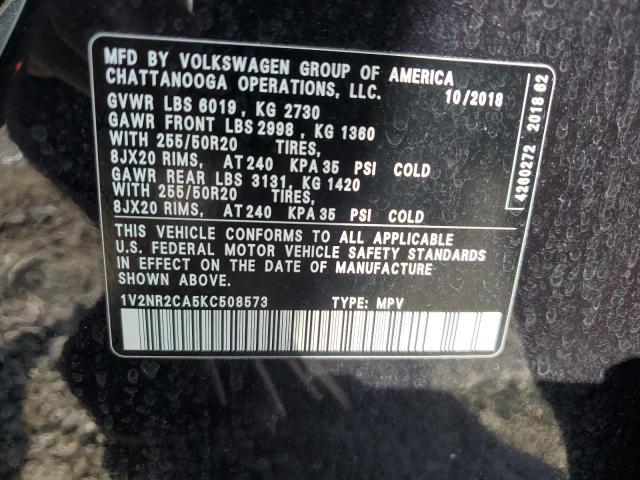 MFD BY VOLKSWAGEN GROUP OF AMERICA
CHATTANOOGA OPERATIONS, LLC.
10/2018
GVWR LBS 6019, KG 2730
GAWR FRONT LBS 2998, KG 1360
WITH 255/50R20 TIRES,
8JX20 RIMS, AT 240 KPA 35 PSI COLD
GAWR REAR LBS 3131, KG 1420
WITH 255/50R20 TIRES,
8JX20 RIMS, AT 240 KPA 35 PSI COLD
THIS VEHICLE CONFORMS TO ALL APPLICABLE
U.S. FEDERAL MOTOR VEHICLE SAFETY STANDARDS
IN EFFECT ON THE DATE OF MANUFACTURE
SHOWN ABOVE.
1V2NR2CA5KC508573 TYPE: MPV
4260272 2018 62